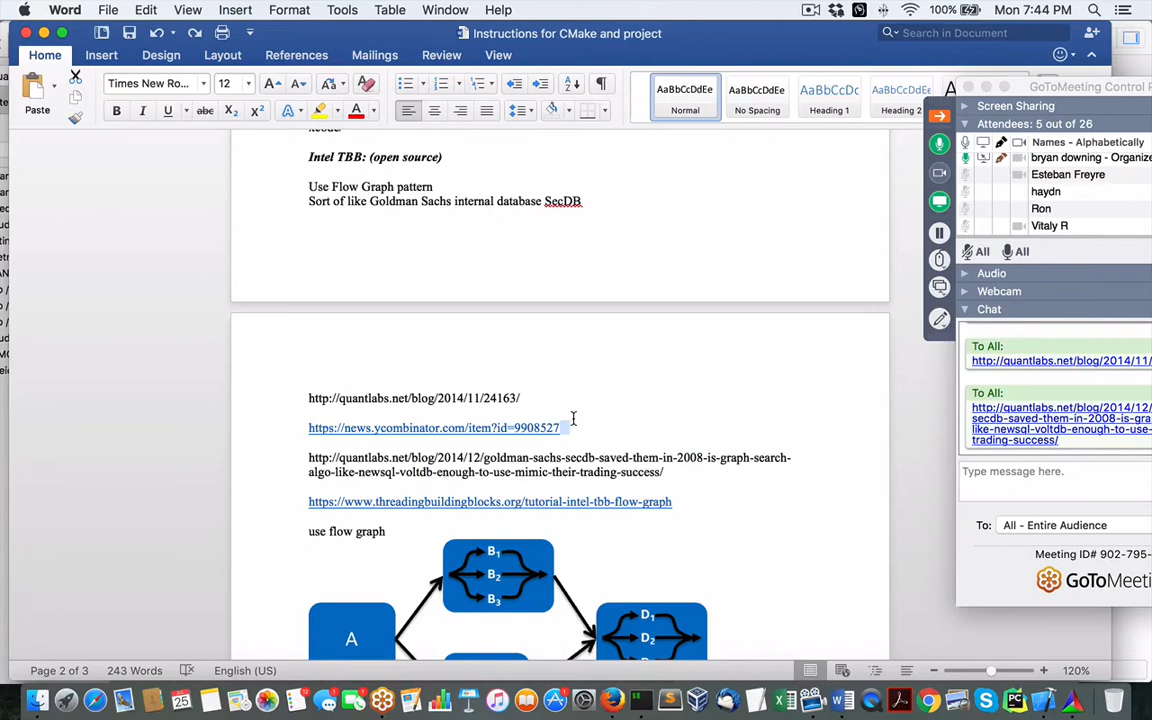 Word File Edit View Insert Format Tools Table Window Help
100% Mon 7:44 PM
Instructions for CMake and project
Search in Document
Home Insert Design Layout References Mailings Review View
Paste
Times New Ro... 12
AaBbCcDdEe AaBbCcDdEe AaBbCcDc AaBbCcDdEe
Normal No Spacing Heading 1 Heading 2
Intel TBB: (open source)
Use Flow Graph pattern
Sort of like Goldman Sachs internal database SecDB
http://quantlabs.net/blog/2014/11/24163/
https://news.ycombinator.com/item?id=9908527
http://quantlabs.net/blog/2014/12/goldman-sachs-secdb-saved-them-in-2008-is-graph-search-
algo-like-newsql-voltdb-enough-to-use-mimic-their-trading-success/
https://www.threadingbuildingblocks.org/tutorial-intel-tbb-flow-graph
use flow graph
B1
B2
B3
A
D1
D2
GoToMeeting Control P
Screen Sharing
Attendees: 5 out of 26
Names - Alphabetically
bryan downing - Organize
Esteban Freyre
haydn
Ron
Vitaly R
All All
Audio
Webcam
Chat
To All:
http://quantlabs.net/blog/2014/11/
To All:
http://quantlabs.net/blog/2014/12/
-saved-them-in-2008-is-gra
-like-newsql-voltdb-enough-to-use-
trading-success/
Type message here.
To: All - Entire Audience
Meeting ID# 902-795-
GoToMeeti
Page 2 of 3 243 Words English (US) 120%